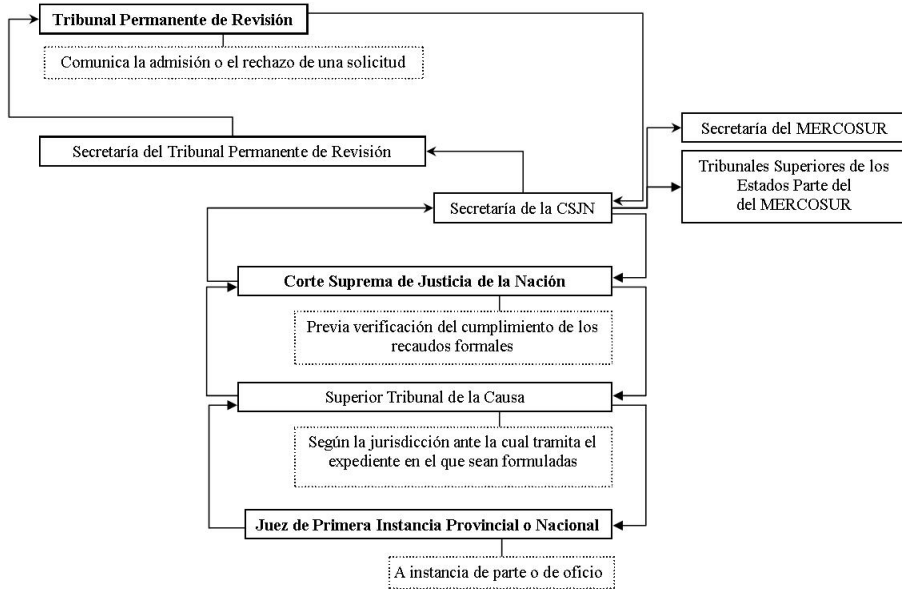 Tribunal Permanente de Revisión
Comunica la admisión o el rechazo de una solicitud
Secretaría del MERCOSUR
Secretaría del Tribunal Permanente de Revisión
Tribunales Superiores de los
Estados Parte del
del MERCOSUR
Secretaría de la CSJN
Corte Suprema de Justicia de la Nación
Previa verificación del cumplimiento de los
recaudos formales
Superior Tribunal de la Causa
Según la jurisdicción ante la cual tramita el
expediente en el que sean formuladas
Juez de Primera Instancia Provincial o Nacional
A instancia de parte o de oficio